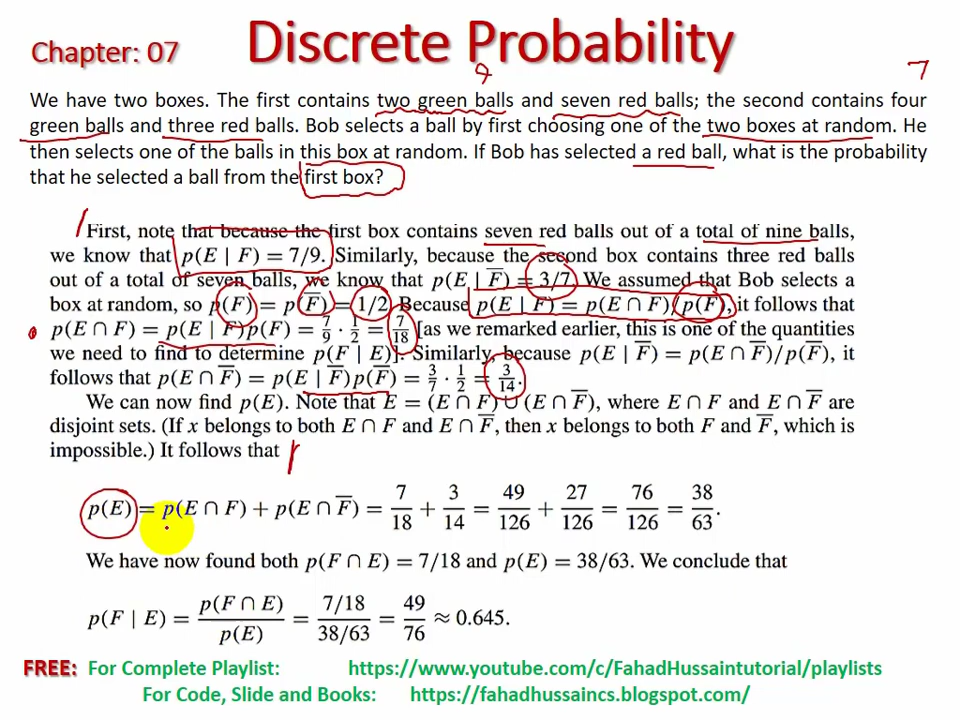 Chapter: 07
Discrete Probability
9
7
We have two boxes. The first contains two green balls and seven red balls; the second contains four
green balls and three red balls. Bob selects a ball by first choosing one of the two boxes at random. He
then selects one of the balls in this box at random. If Bob has selected a red ball, what is the probability
that he selected a ball from the first box?
First, note that because the first box contains seven red balls out of a total of nine balls,
we know that p(E | F) = 7/9. Similarly, because the second box contains three red balls
out of a total of seven balls, we know that p(E | F̅) = 3/7. We assumed that Bob selects a
box at random, so p(F) = p(F̅) = 1/2. Because p(E | F) = p(E ∩ F)/p(F), it follows that
p(E ∩ F) = p(E | F)p(F) = 7/9 · 1/2 = 7/18 [as we remarked earlier, this is one of the quantities
we need to find to determine p(F | E)]. Similarly, because p(E | F̅) = p(E ∩ F̅)/p(F̅), it
follows that p(E ∩ F̅) = p(E | F̅)p(F̅) = 3/7 · 1/2 = 3/14.
We can now find p(E). Note that E = (E ∩ F) ∪ (E ∩ F̅), where E ∩ F and E ∩ F̅ are
disjoint sets. (If x belongs to both E ∩ F and E ∩ F̅, then x belongs to both F and F̅, which is
impossible.) It follows that
p(E) = p(E ∩ F) + p(E ∩ F̅) = 7/18 + 3/14 = 49/126 + 27/126 = 76/126 = 38/63.
We have now found both p(F ∩ E) = 7/18 and p(E) = 38/63. We conclude that
p(F | E) = p(F ∩ E)/p(E) = 7/18/38/63 = 49/76 ≈ 0.645.
FREE: For Complete Playlist: https://www.youtube.com/c/FahadHussaintutorial/playlists
For Code, Slide and Books: https://fahadhussaincs.blogspot.com/